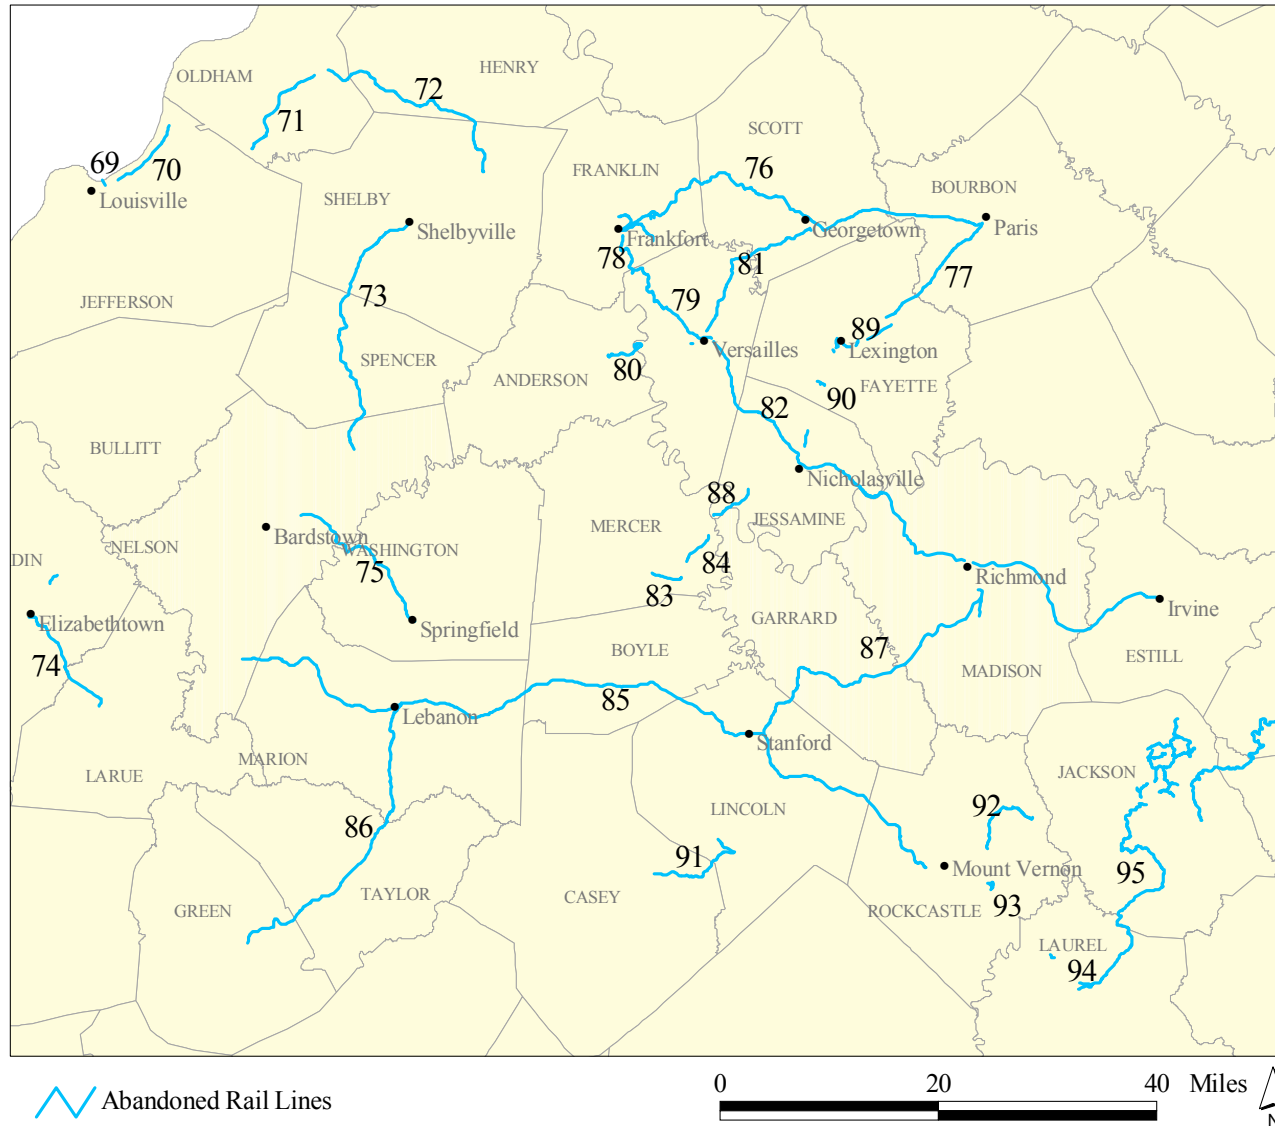 HENRY
OLDHAM
72
71
SCOTT
69
70
76
FRANKLIN
BOURBON
Louisville
SHELBY
Shelbyville
Georgetown
Paris
Frankfort
78
81
77
JEFFERSON
73
79
89
Versailles
Lexington
SPENCER
80
ANDERSON
90
FAYETTE
82
BULLITT
Nicholasville
88
JESSAMINE
MERCER
Bardstown
NELSON
WASHINGTON
DIN
84
75
Richmond
83
Irvine
Elizabethtown
Springfield
GARRARD
BOYLE
87
ESTILL
74
MADISON
85
Lebanon
Stanford
MARION
LARUE
JACKSON
LINCOLN
92
86
91
Mount Vernon
95
TAYLOR
CASEY
GREEN
93
ROCKCASTLE
LAUREL
94
0 20 40 Miles
Abandoned Rail Lines
N